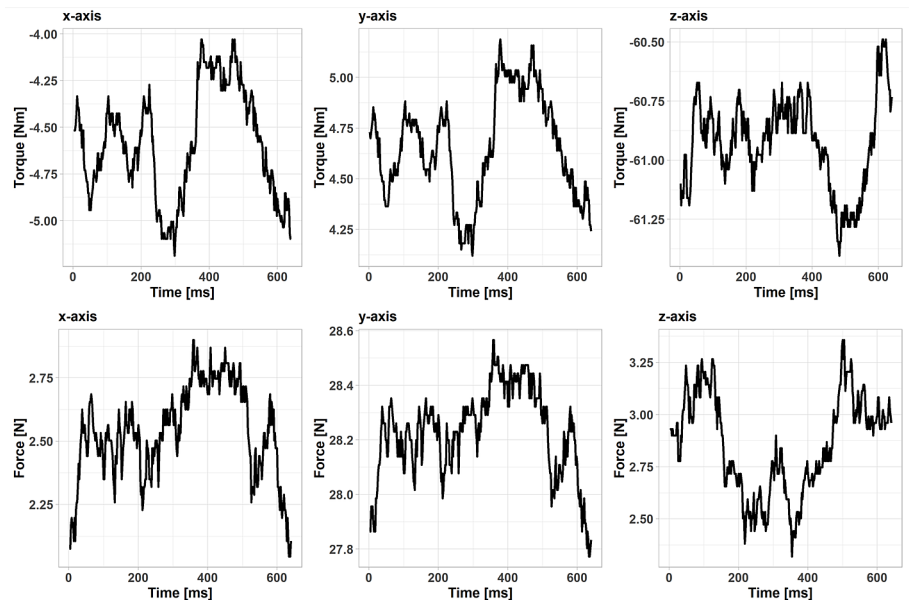 x-axis
y-axis
z-axis
Torque [Nm]
-4.00
-4.25
-4.50
-4.75
-5.00
0 200 400 600
Time [ms]
Torque [Nm]
5.00
4.75
4.50
4.25
0 200 400 600
Time [ms]
Torque [Nm]
-60.50
-60.75
-61.00
-61.25
0 200 400 600
Time [ms]
x-axis
y-axis
z-axis
Force [N]
2.75
2.50
2.25
0 200 400 600
Time [ms]
Force [N]
28.6
28.4
28.2
28.0
27.8
0 200 400 600
Time [ms]
Force [N]
3.25
3.00
2.75
2.50
0 200 400 600
Time [ms]